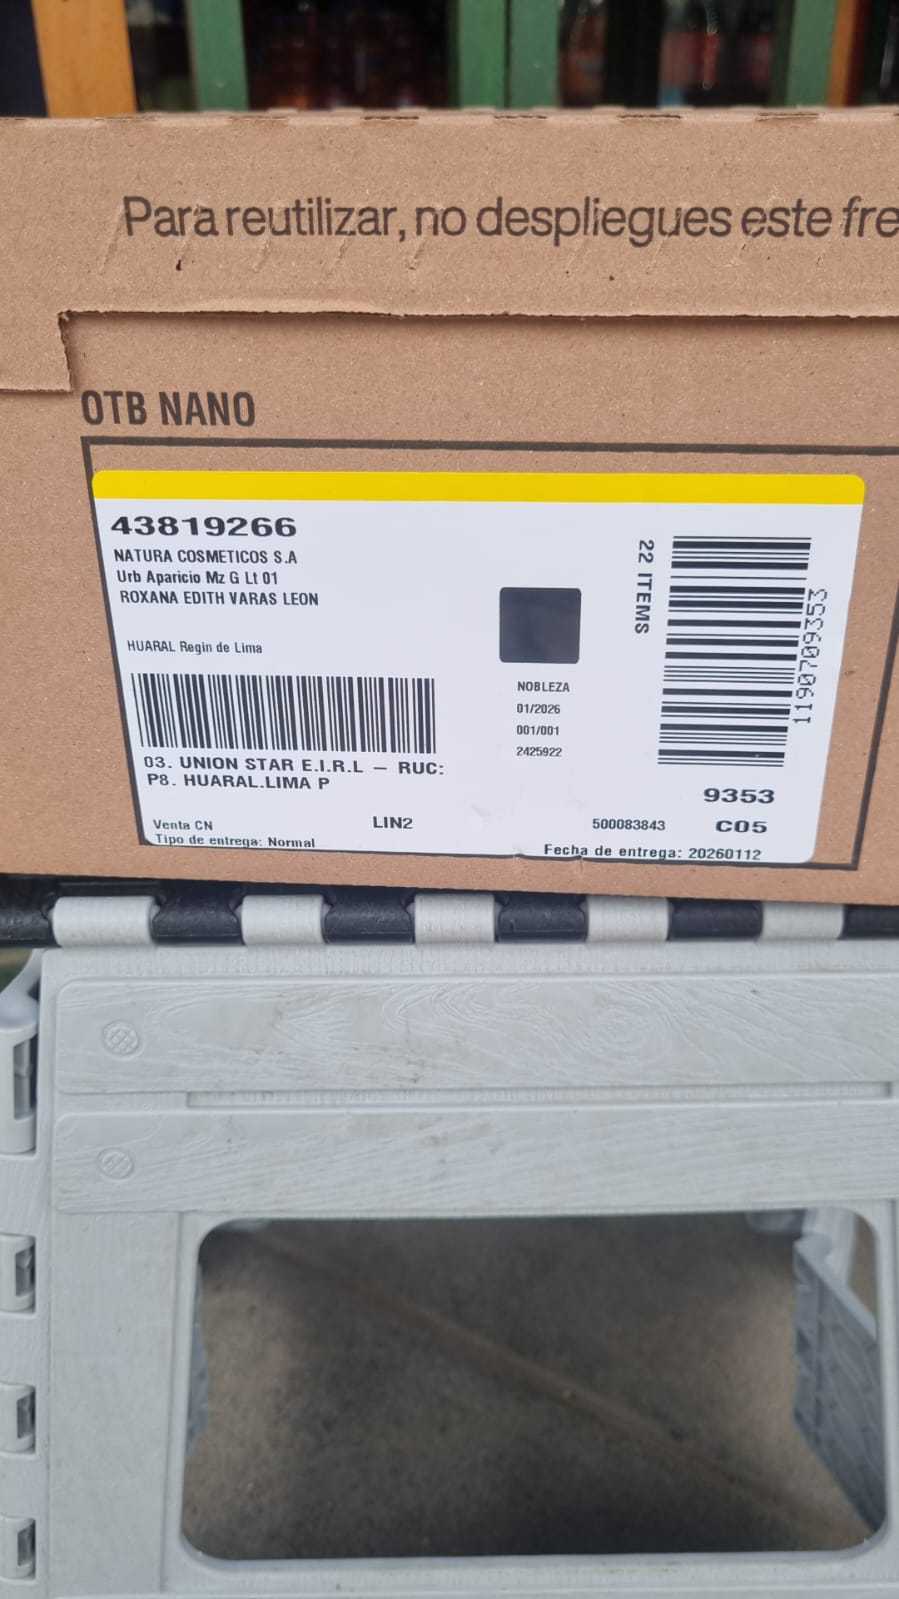 Para reutilizar, no despliegues este fre
OTB NANO
43819266
NATURA COSMETICOS S.A
Urb Aparicio Mz G Lt 01
ROXANA EDITH VARAS LEON
HUARAL Regin de Lima
22 ITEMS
1190709353
NOBLEZA
01/2026
001/001
2425922
03. UNION STAR E.I.R.L – RUC:
P8. HUARAL.LIMA P
9353
Venta CN
LIN2
500083843
C05
Tipo de entrega: Normal
Fecha de entrega: 20260112